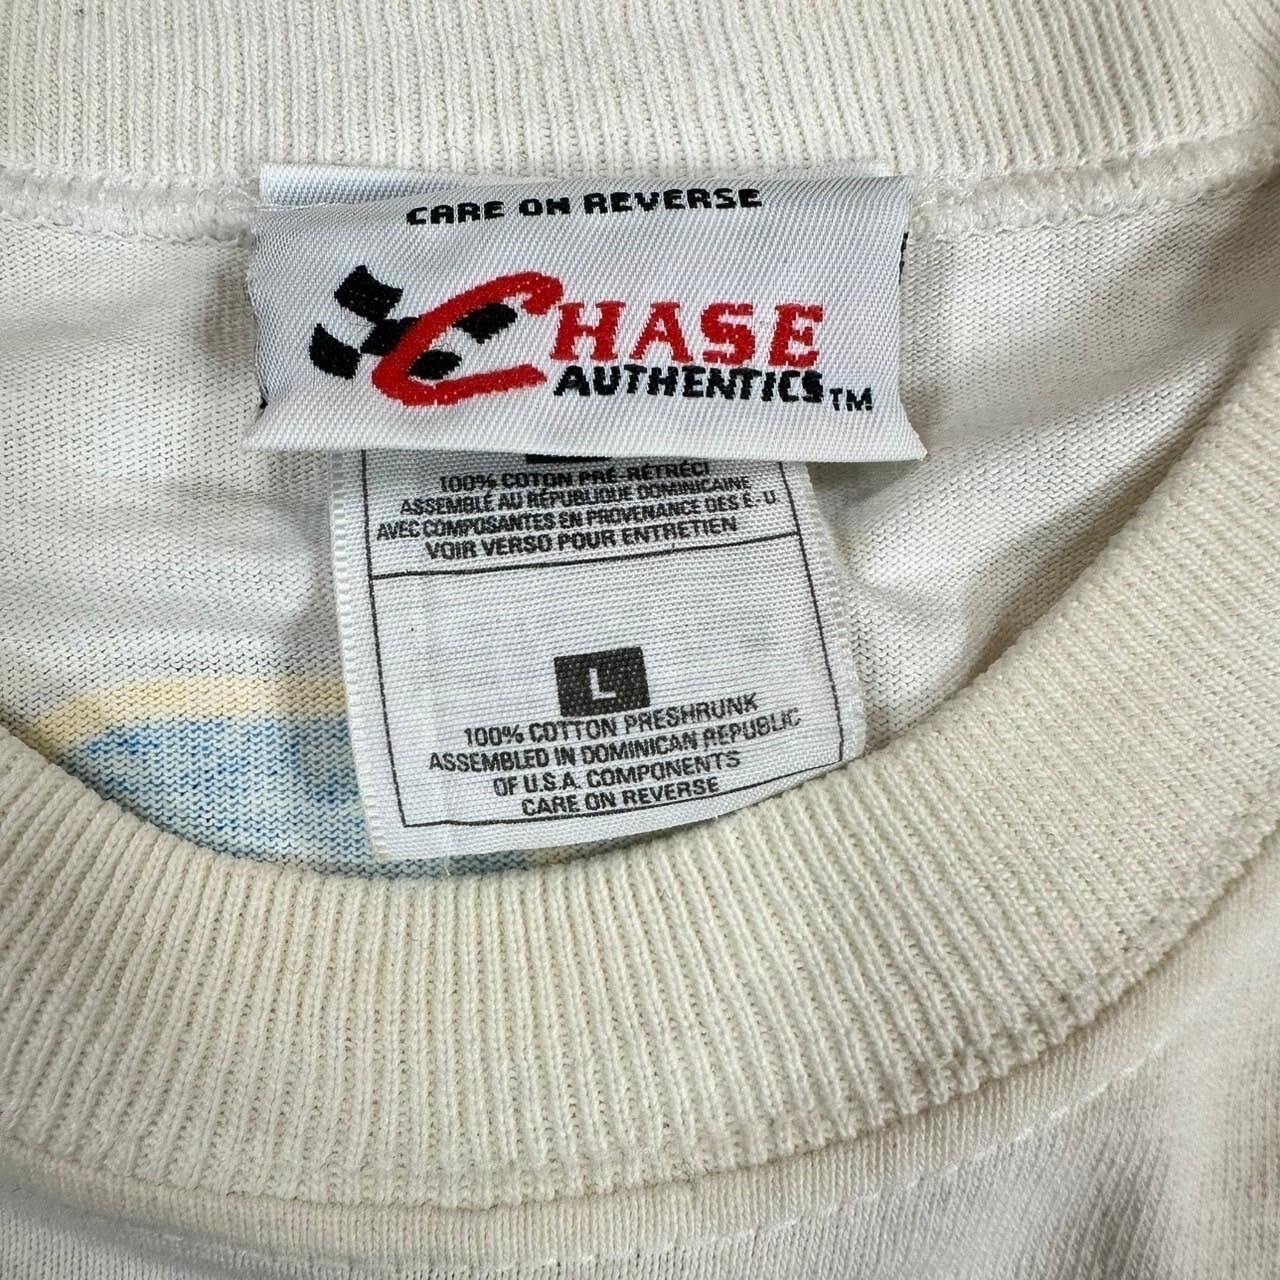 CARE ON REVERSE
CHASE
AUTHENTICS TM
100% COTON PRÉ-RÉTRÉCI
ASSEMBLÉ AU RÉPUBLIQUE DOMINICAINE
AVEC COMPOSANTES EN PROVENANCE DES É.-U.
VOIR VERSO POUR ENTRETIEN
L
100% COTTON PRESHRUNK
ASSEMBLED IN DOMINICAN REPUBLIC
OF U.S.A. COMPONENTS
CARE ON REVERSE